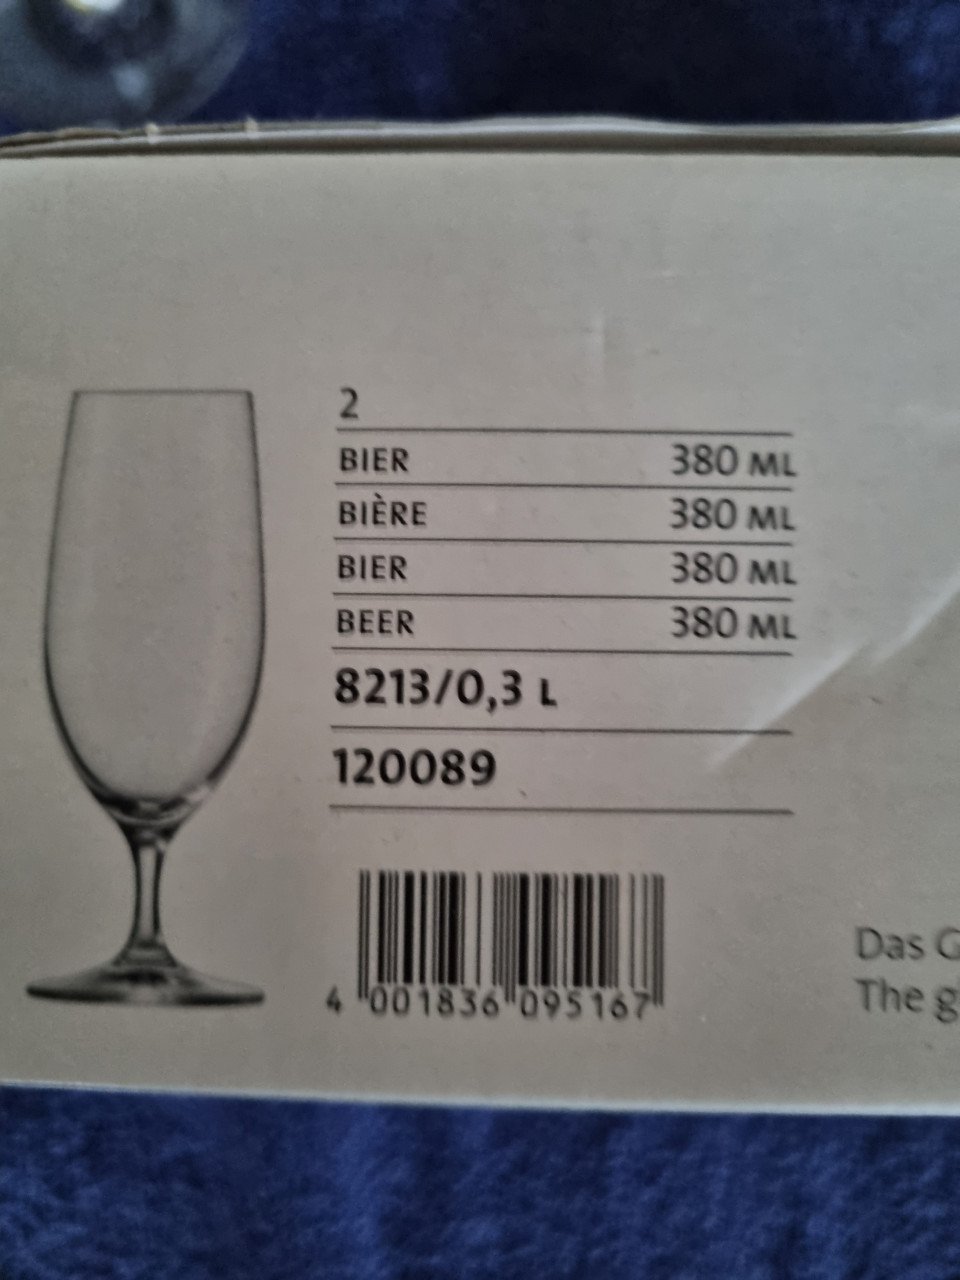 2
BIER 380 ML
BIÈRE 380 ML
BIER 380 ML
BEER 380 ML
8213/0,3 L
120089
4 001836 095167
Das
The